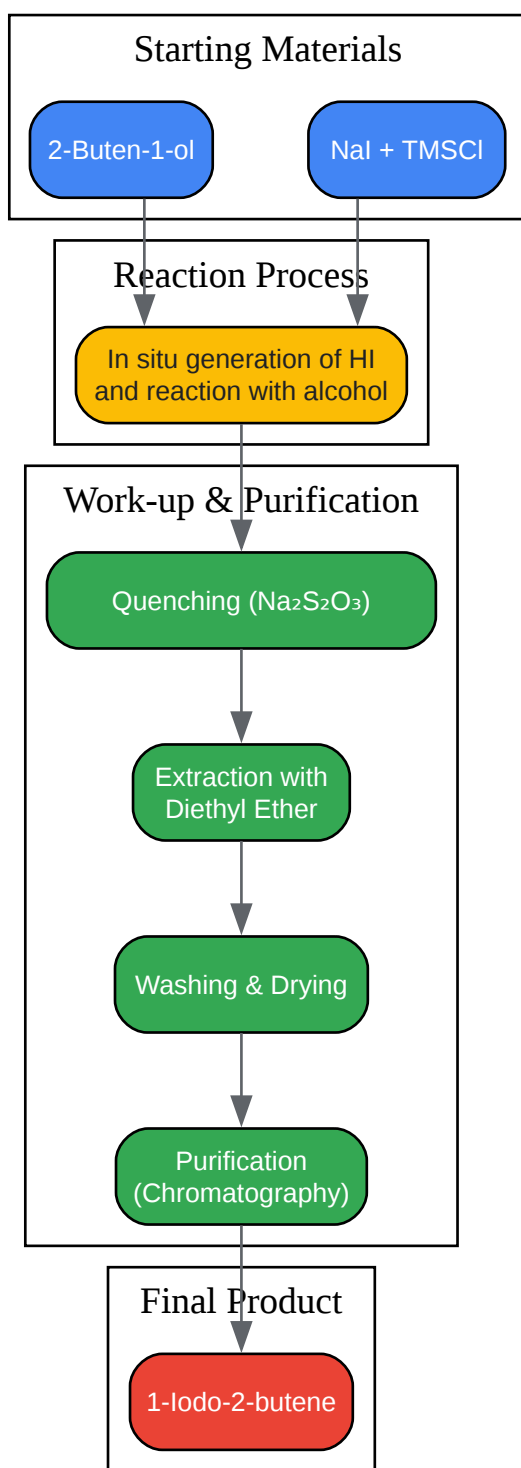 Starting Materials
2-Buten-1-ol
NaI + TMSCl
Reaction Process
In situ generation of HI
and reaction with alcohol
Work-up & Purification
Quenching (Na₂S₂O₃)
Extraction with
Diethyl Ether
Washing & Drying
Purification
(Chromatography)
Final Product
1-Iodo-2-butene